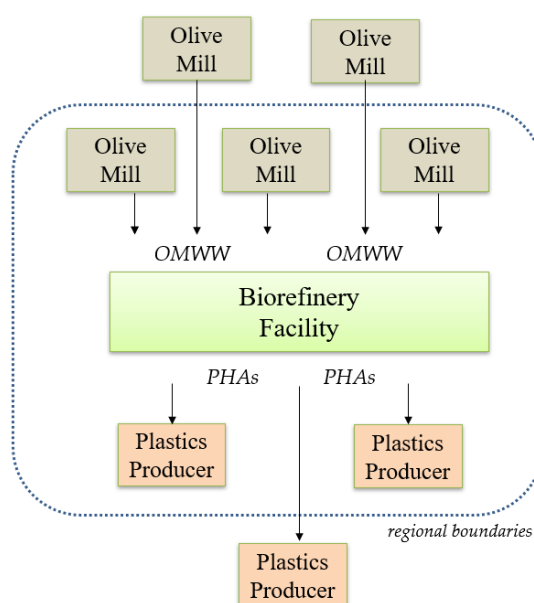 Olive
Mill
Olive
Mill
Olive
Mill
Olive
Mill
Olive
Mill
OMWW
OMWW
Biorefinery
Facility
PHAs
PHAs
Plastics
Producer
Plastics
Producer
regional boundaries
Plastics
Producer